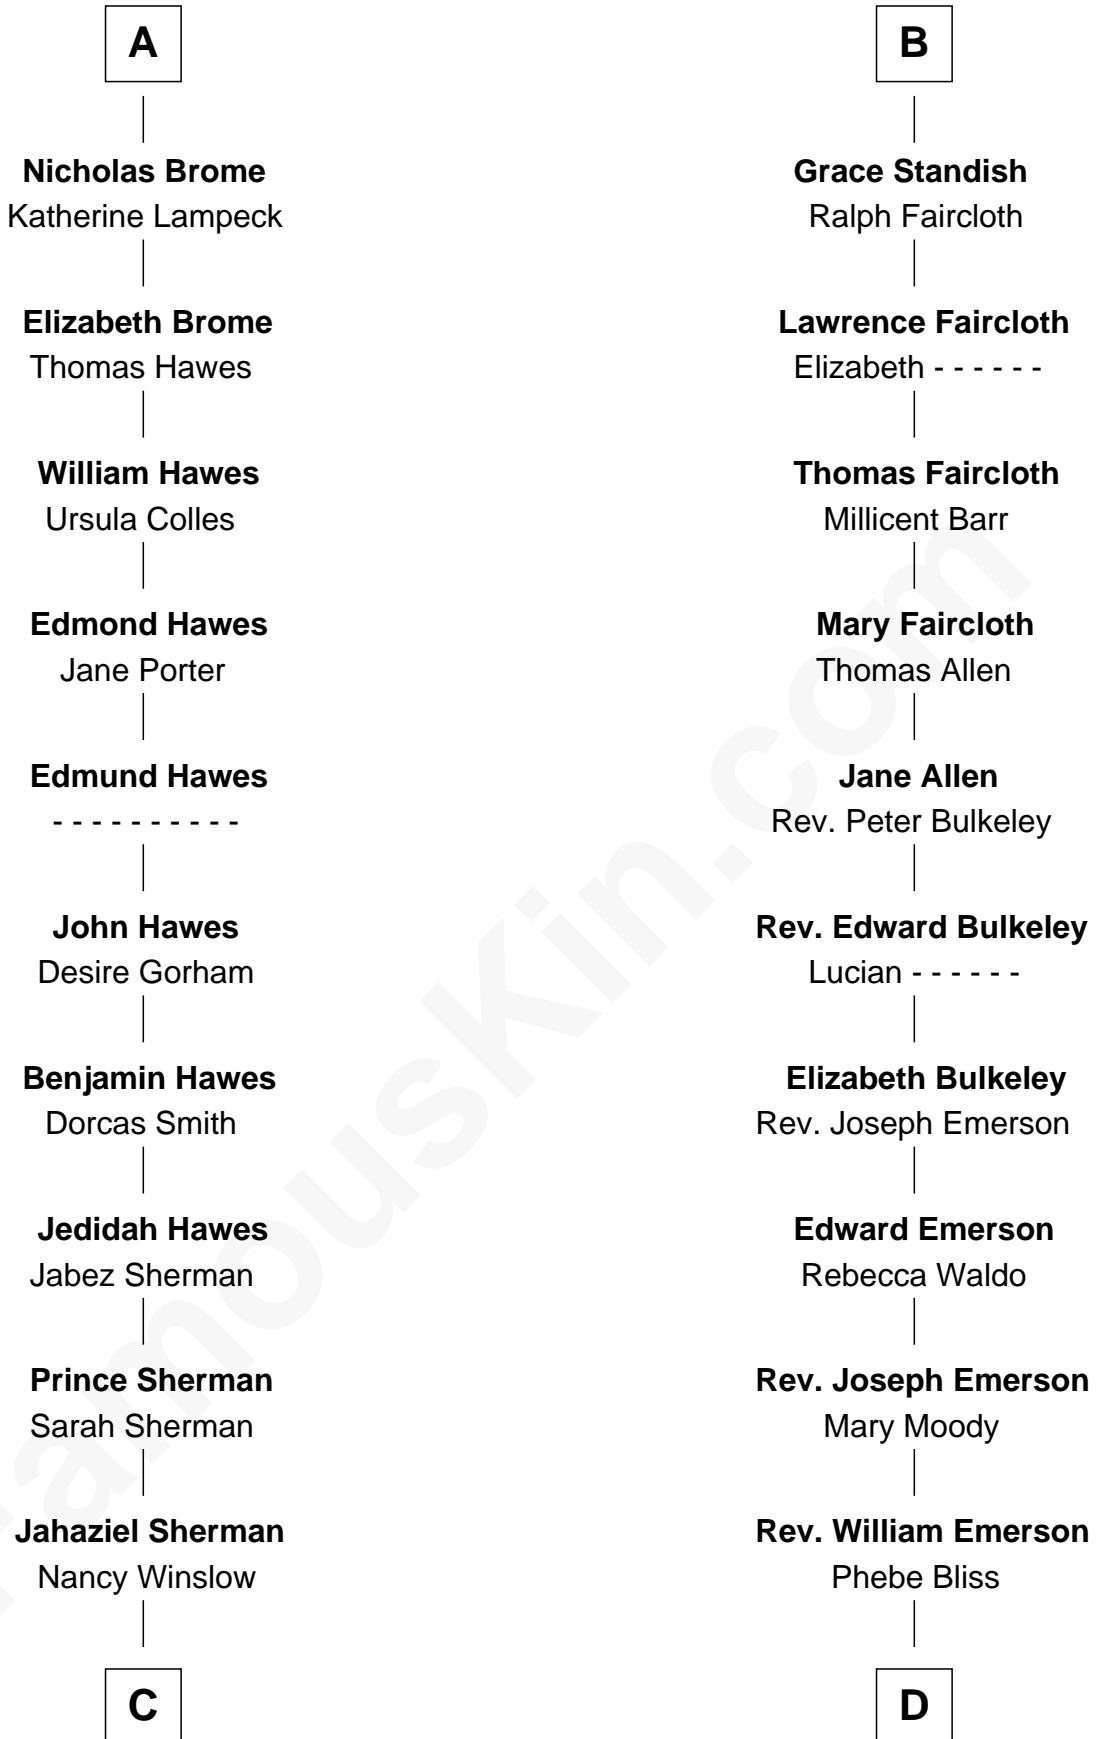 A
Nicholas Brome
Katherine Lampeck
Elizabeth Brome
Thomas Hawes
William Hawes
Ursula Colles
Edmond Hawes
Jane Porter
Edmund Hawes
- - - - - - - - - -
John Hawes
Desire Gorham
Benjamin Hawes
Dorcas Smith
Jedidah Hawes
Jabez Sherman
Prince Sherman
Sarah Sherman
Jahaziel Sherman
Nancy Winslow
C
B
Grace Standish
Ralph Faircloth
Lawrence Faircloth
Elizabeth - - - - - -
Thomas Faircloth
Millicent Barr
Mary Faircloth
Thomas Allen
Jane Allen
Rev. Peter Bulkeley
Rev. Edward Bulkeley
Lucian - - - - - -
Elizabeth Bulkeley
Rev. Joseph Emerson
Edward Emerson
Rebecca Waldo
Rev. Joseph Emerson
Mary Moody
Rev. William Emerson
Phebe Bliss
D
FamousKin.com